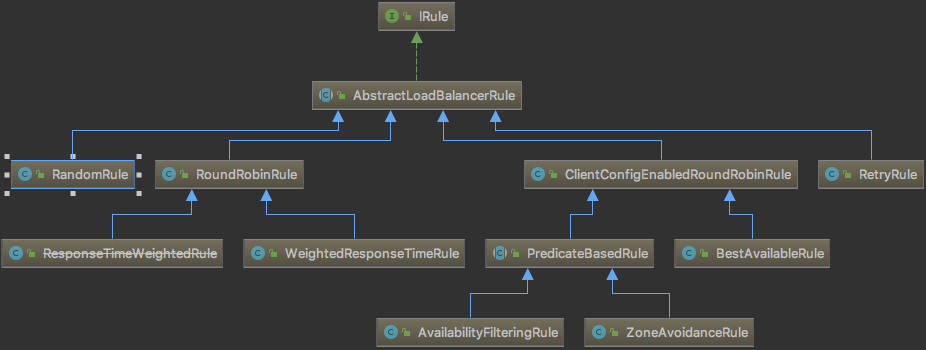 IRule
AbstractLoadBalancerRule
RandomRule
RoundRobinRule
ClientConfigEnabledRoundRobinRule
RetryRule
ResponseTimeWeightedRule
WeightedResponseTimeRule
PredicateBasedRule
BestAvailableRule
AvailabilityFilteringRule
ZoneAvoidanceRule